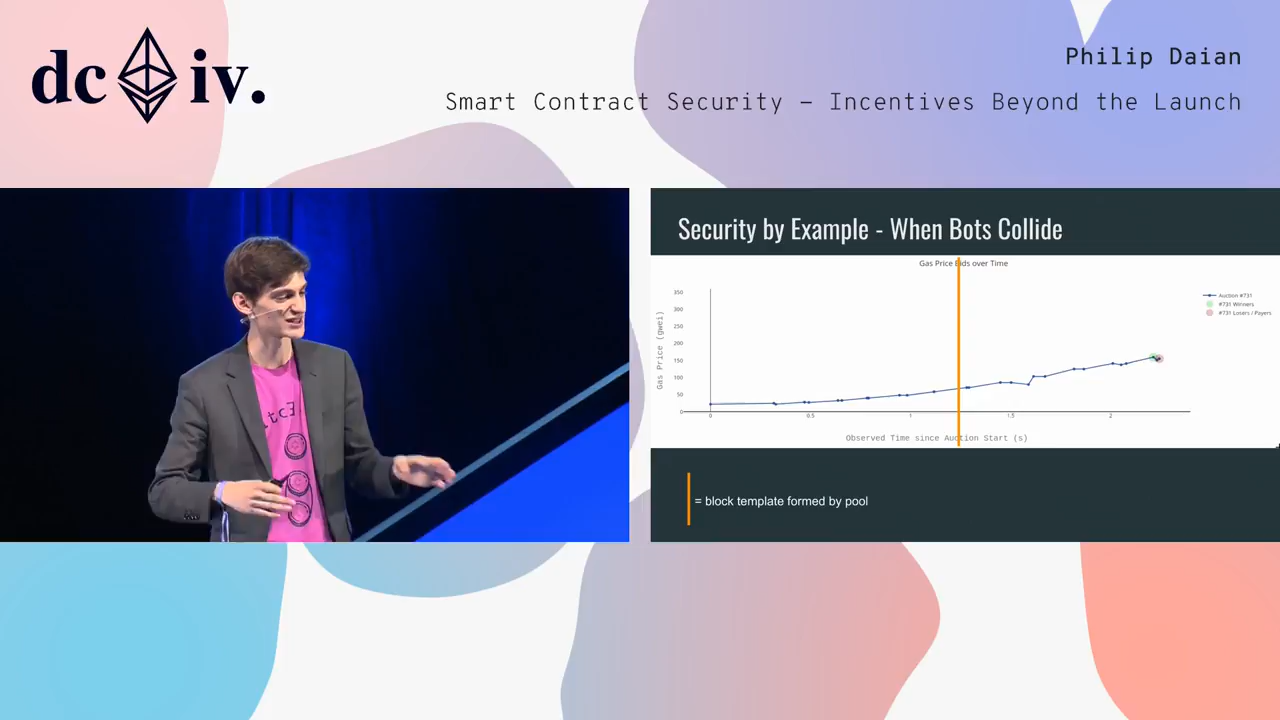 dc iv.
Philip Daian
Smart Contract Security – Incentives Beyond the Launch
Security by Example - When Bots Collide
Gas Price Bids over Time
350
300
250
200
150
100
50
0
Gas Price (gwei)
0 0.5 1 1.5 2
Observed Time since Auction Start (s)
Auction #731
#731 Winners
#731 Losers / Payers
= block template formed by pool